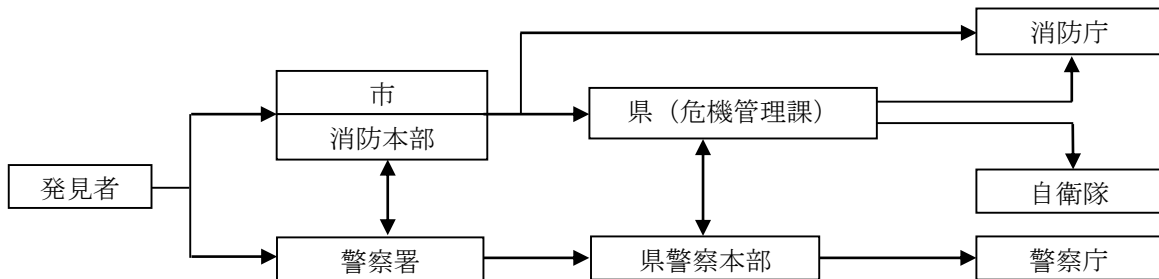 消防庁
市
消防本部
県（危機管理課）
発見者
自衛隊
警察署
県警察本部
警察庁